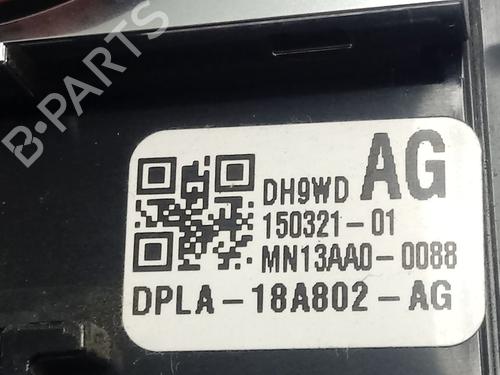 B-PARTS
DH9WD AG
150321-01
MN13AA0-0088
DPLA-18A802-AG